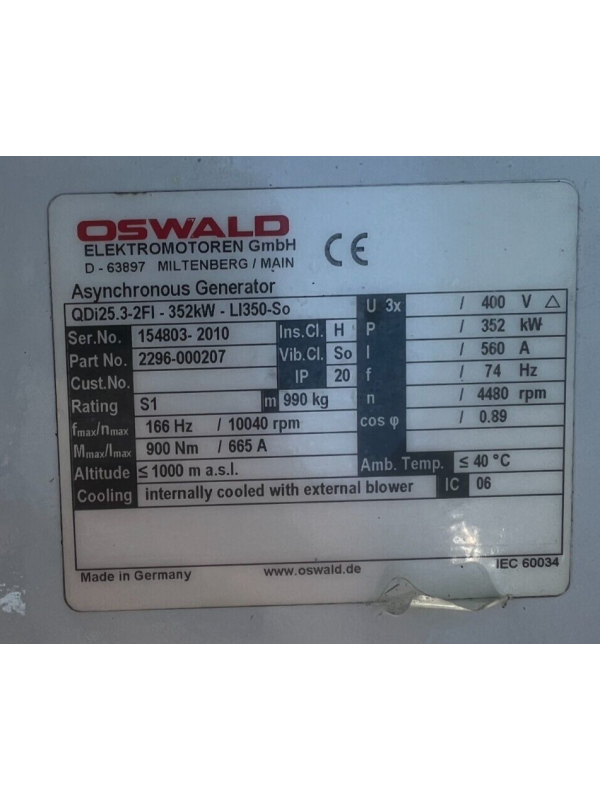 OSWALD
ELEKTROMOTOREN GmbH
D - 63897 MILTENBERG / MAIN
CE
Asynchronous Generator
QDi25.3-2FI - 352kW - LI350-So U 3x / 400 V △
Ser.No. 154803- 2010 Ins.Cl. H P / 352 kW
Part No. 2296-000207 Vib.Cl. So I / 560 A
Cust.No. IP 20 f / 74 Hz
Rating S1 m 990 kg n / 4480 rpm
fmax/nmax 166 Hz / 10040 rpm cos φ / 0.89
Mmax/Imax 900 Nm / 665 A
Altitude ≤ 1000 m a.s.l. Amb. Temp. ≤ 40 °C
Cooling internally cooled with external blower IC 06
Made in Germany www.oswald.de IEC 60034